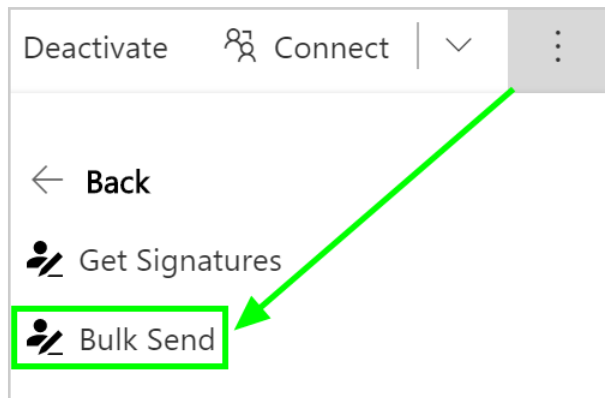 Deactivate Connect
Back
Get Signatures
Bulk Send